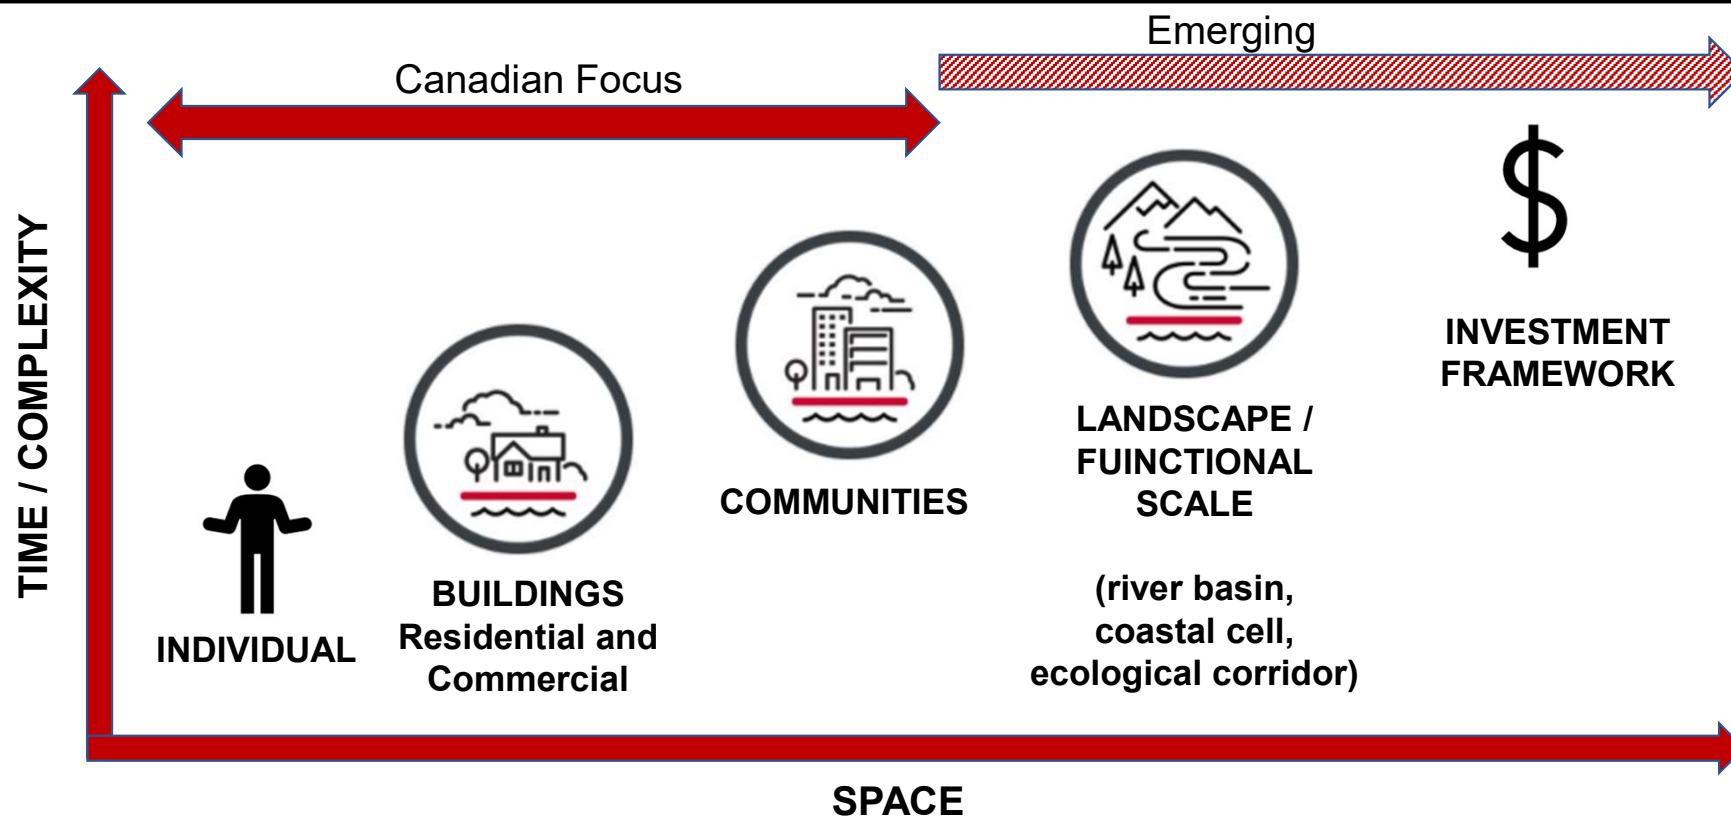 Emerging
Canadian Focus
TIME / COMPLEXITY
INDIVIDUAL
BUILDINGS
Residential and
Commercial
COMMUNITIES
LANDSCAPE /
FUINCTIONAL
SCALE
(river basin,
coastal cell,
ecological corridor)
$
INVESTMENT
FRAMEWORK
SPACE